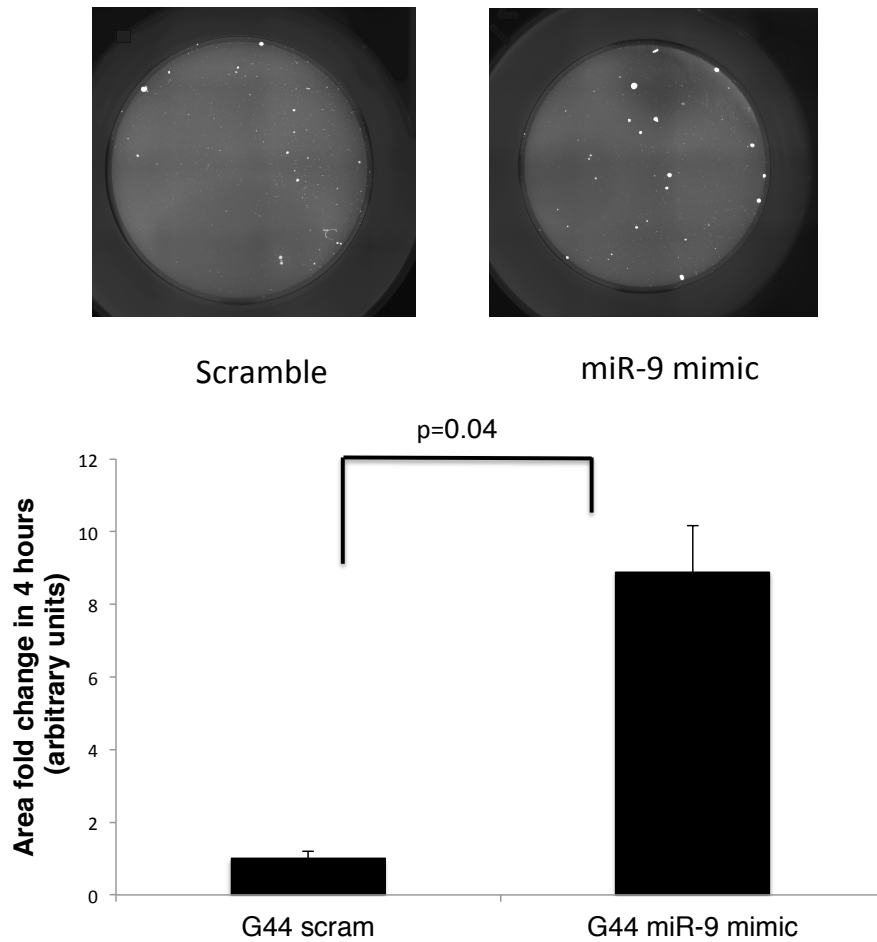 Scramble
miR-9 mimic
p=0.04
12
10
8
6
4
2
0
Area fold change in 4 hours
(arbitrary units)
G44 scram
G44 miR-9 mimic